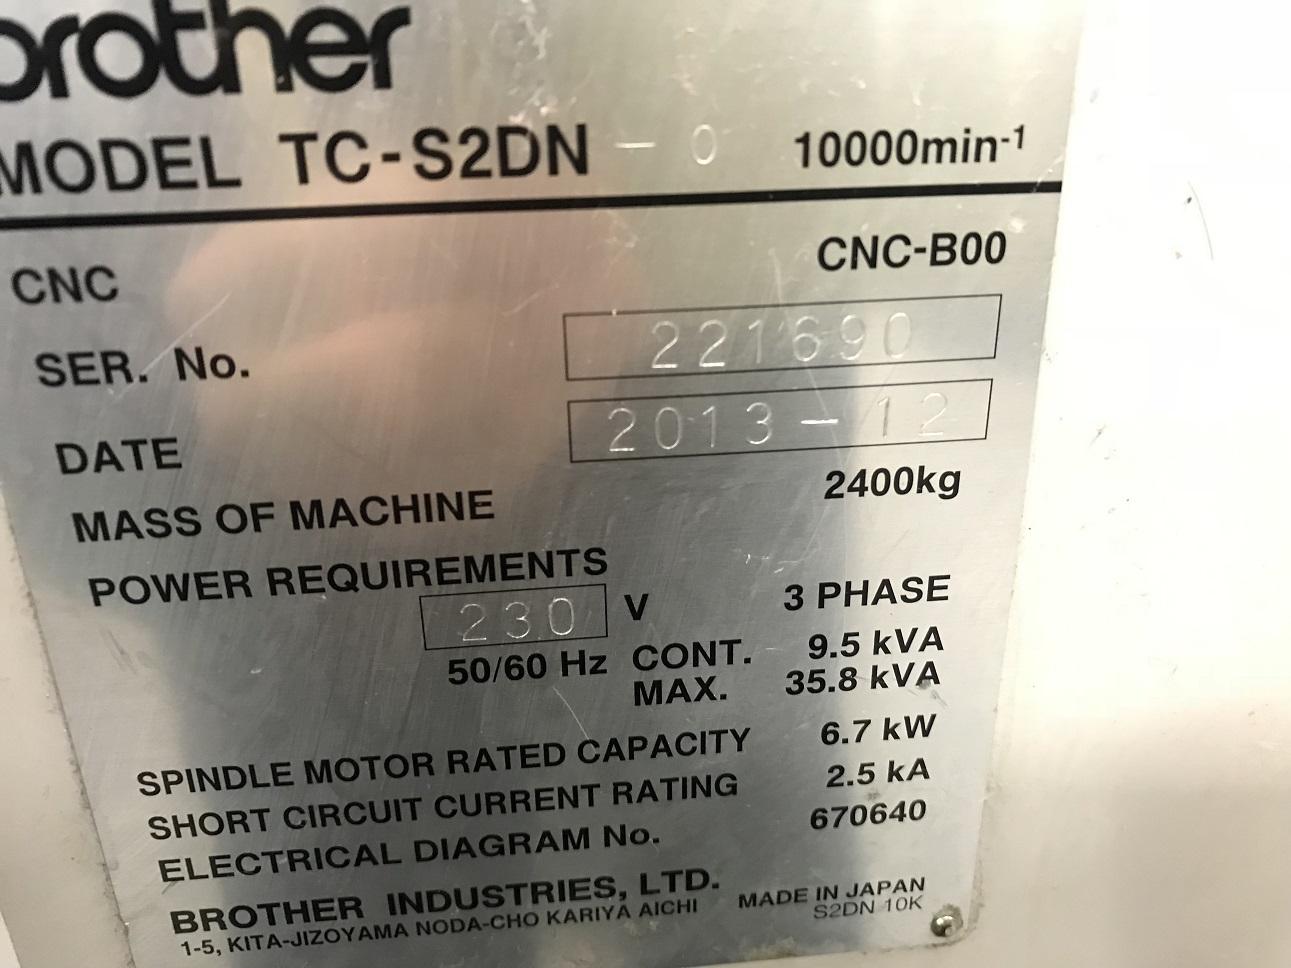 brother
MODEL TC-S2DN - 0 10000min-1
CNC CNC-B00
SER. No. 221690
DATE 2013-12
MASS OF MACHINE 2400kg
POWER REQUIREMENTS
230 V 3 PHASE
50/60 Hz CONT. 9.5 kVA
MAX. 35.8 kVA
SPINDLE MOTOR RATED CAPACITY 6.7 kW
SHORT CIRCUIT CURRENT RATING 2.5 kA
ELECTRICAL DIAGRAM No. 670640
BROTHER INDUSTRIES, LTD. MADE IN JAPAN
1-5, KITA-JIZOYAMA NODA-CHO KARIYA AICHI S2DN 10K